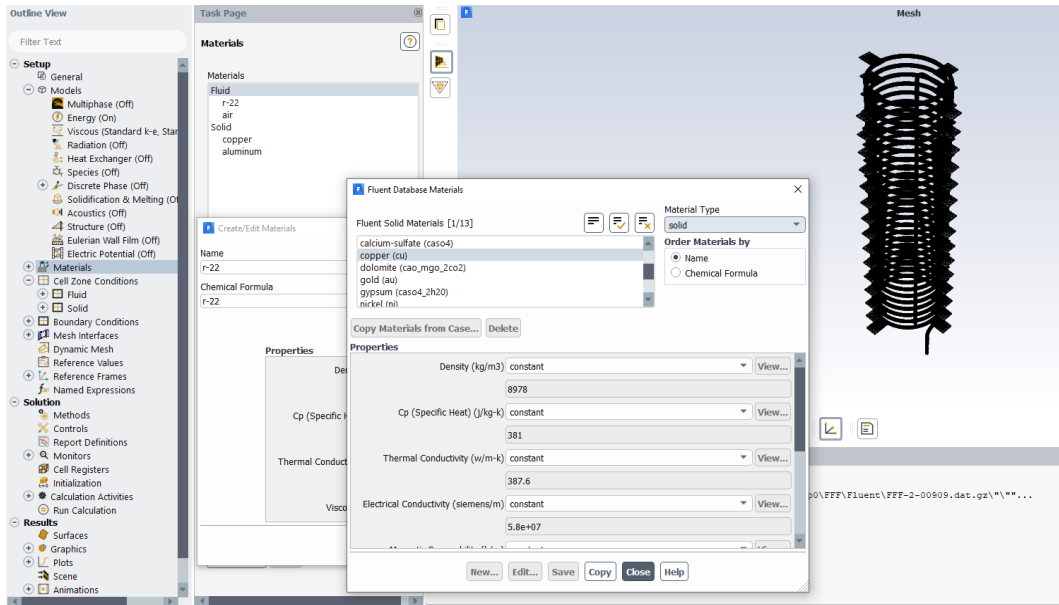 Outline View
Filter Text
Setup
General
Models
Multiphase (Off)
Energy (On)
Viscous (Standard k-e, Star
Radiation (Off)
Heat Exchanger (Off)
Species (Off)
Discrete Phase (Off)
Solidification & Melting (Of
Acoustics (Off)
Structure (Off)
Eulerian Wall Film (Off)
Electric Potential (Off)
Materials
Cell Zone Conditions
Fluid
Solid
Boundary Conditions
Mesh Interfaces
Dynamic Mesh
Reference Values
Reference Frames
Named Expressions
Solution
Methods
Controls
Report Definitions
Monitors
Cell Registers
Initialization
Calculation Activities
Run Calculation
Results
Surfaces
Graphics
Plots
Scene
Animations
Task Page
Materials
Materials
Fluid
r-22
air
Solid
copper
aluminum
Create/Edit Materials
Name
r-22
Chemical Formula
r-22
Properties
Der
Cp (Specific H
Thermal Conduct
Visco
Mesh
Fluent Database Materials
Fluent Solid Materials [1/13]
calcium-sulfate (caso4)
copper (cu)
dolomite (cao_mgo_2co2)
gold (au)
gypsum (caso4_2h20)
nickel (ni)
Material Type
solid
Order Materials by
Name
Chemical Formula
Copy Materials from Case... Delete
Properties
Density (kg/m3) constant View...
8978
Cp (Specific Heat) (j/kg-k) constant View...
381
Thermal Conductivity (w/m-k) constant View...
387.6
Electrical Conductivity (siemens/m) constant View...
5.8e+07
New... Edit... Save Copy Close Help
p0\FFF\Fluent\FFF-2-00909.dat.gz\"\""...